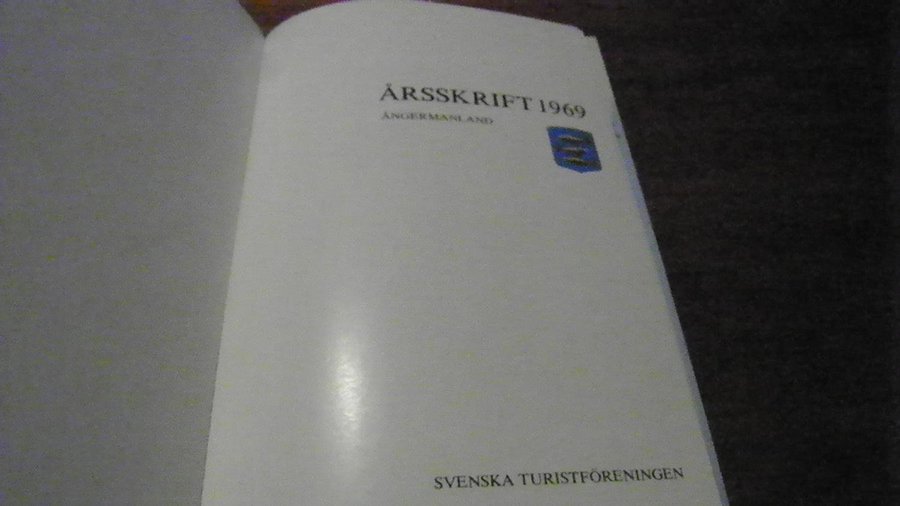 ÅRSSKRIFT 1969
ÅNGERMANLAND
SVENSKA TURISTFÖRENINGEN